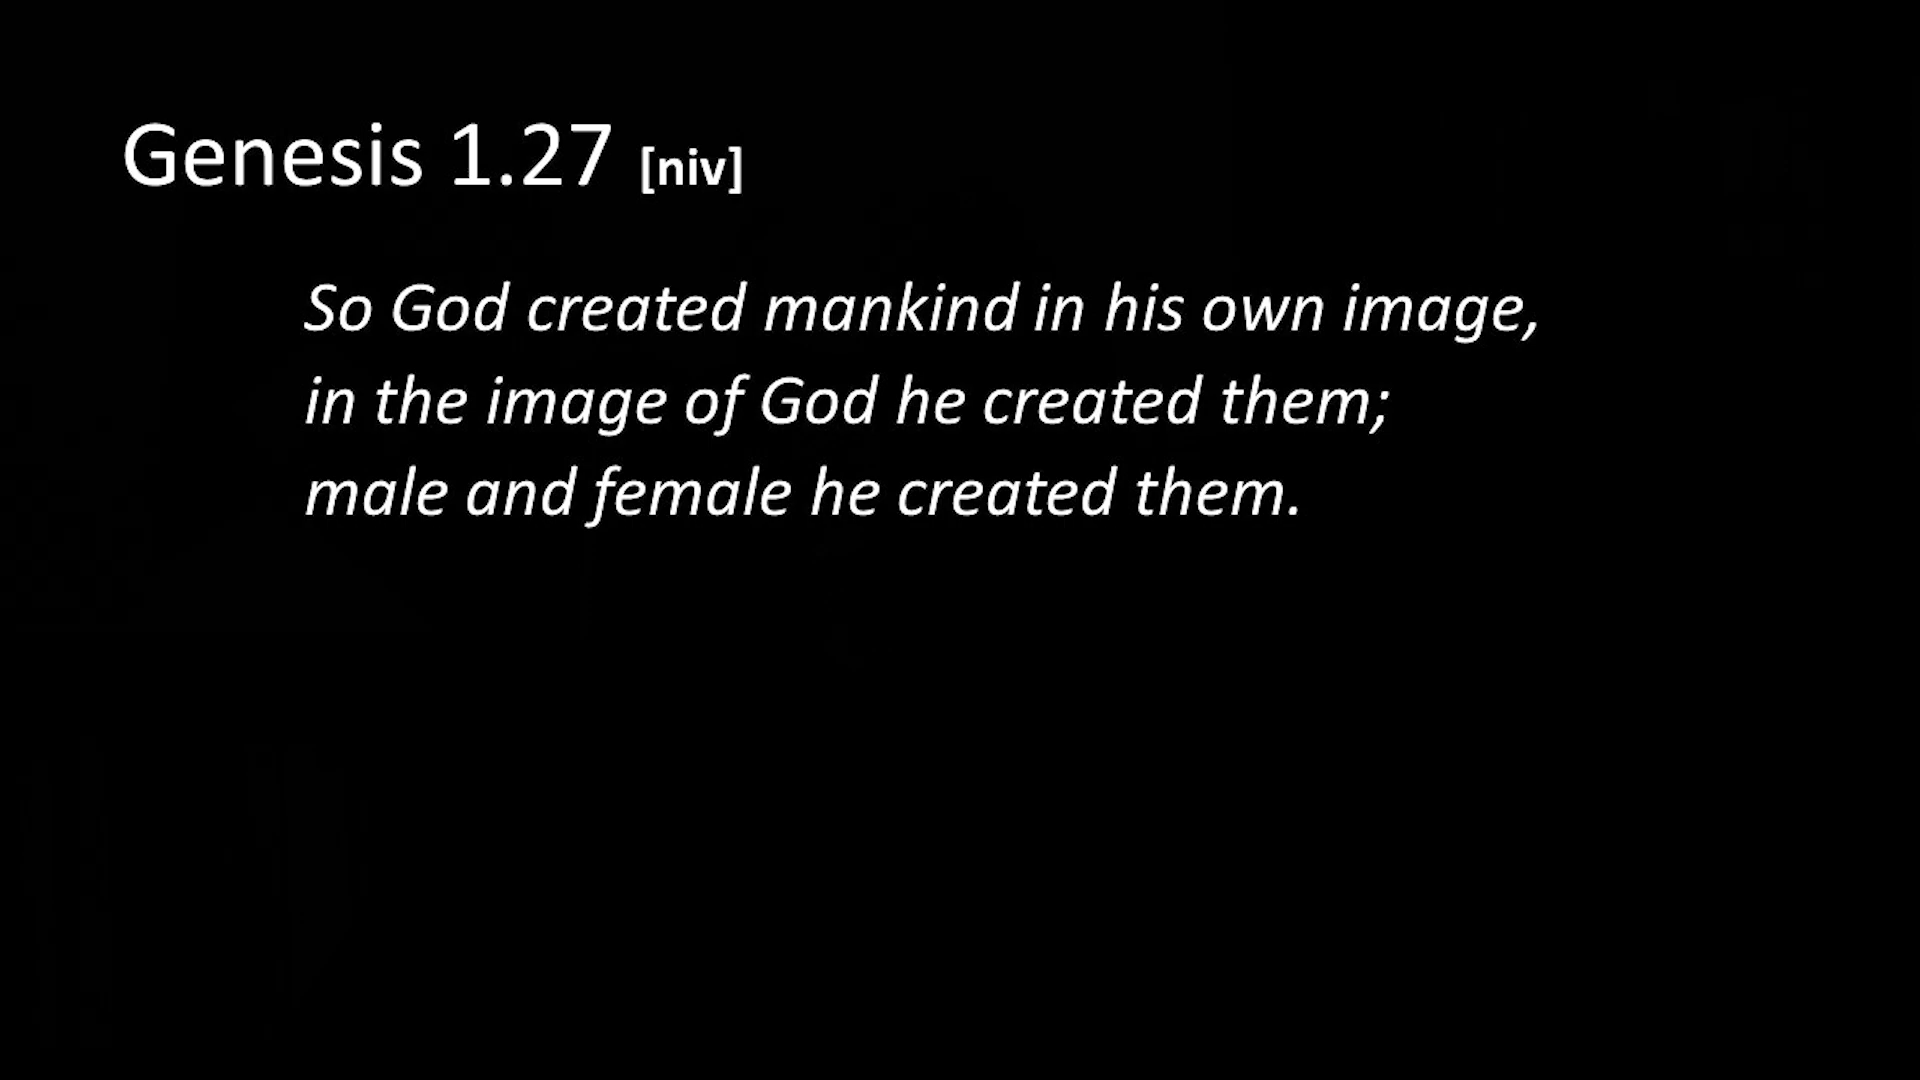 Genesis 1.27 [niv]
So God created mankind in his own image,
in the image of God he created them;
male and female he created them.